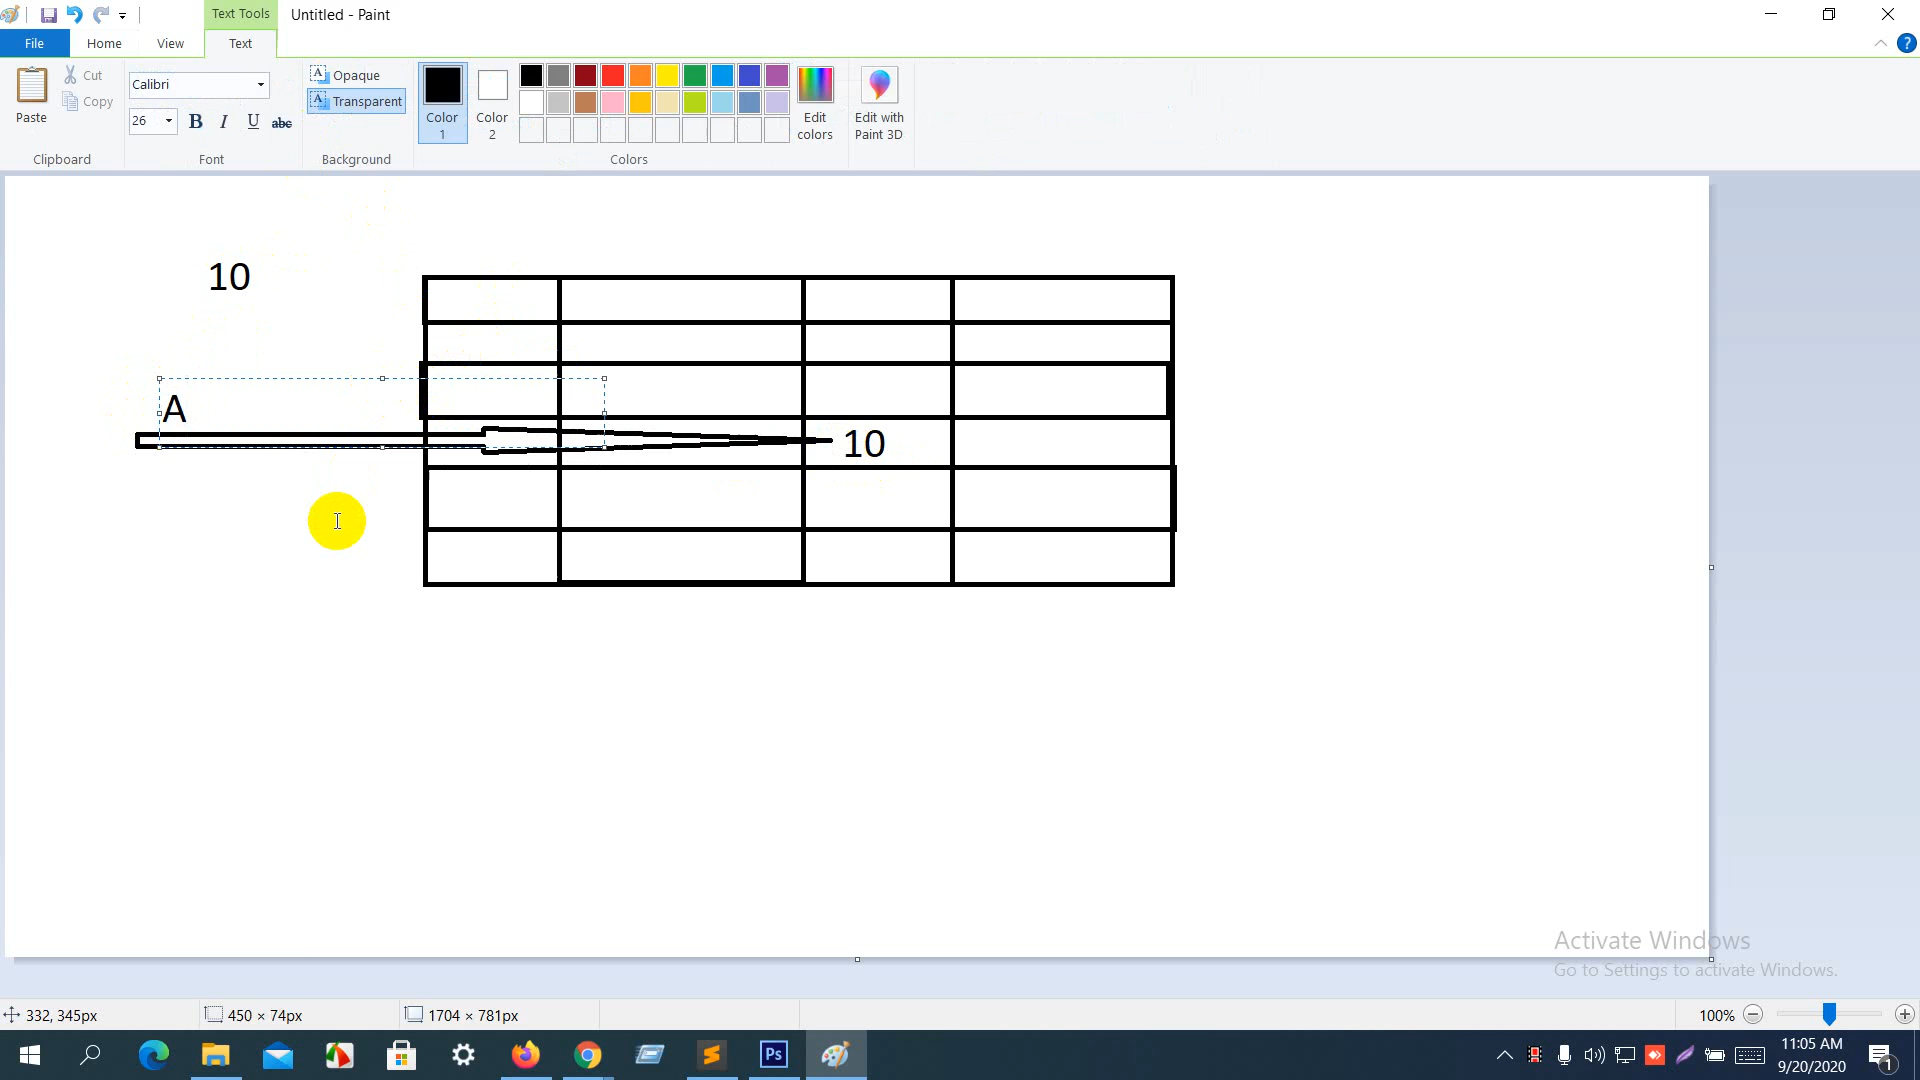 Text Tools
Untitled - Paint
File
Home
View
Text
?
Paste
Cut
Copy
Clipboard
Calibri
26
B
I
U
abc
Font
Opaque
Transparent
Background
Color
1
Color
2
Colors
Edit
colors
Edit with
Paint 3D
10
A
10
Activate Windows
Go to Settings to activate Windows.
332, 345px
450 × 74px
1704 × 781px
100%
Ps
11:05 AM
9/20/2020
1